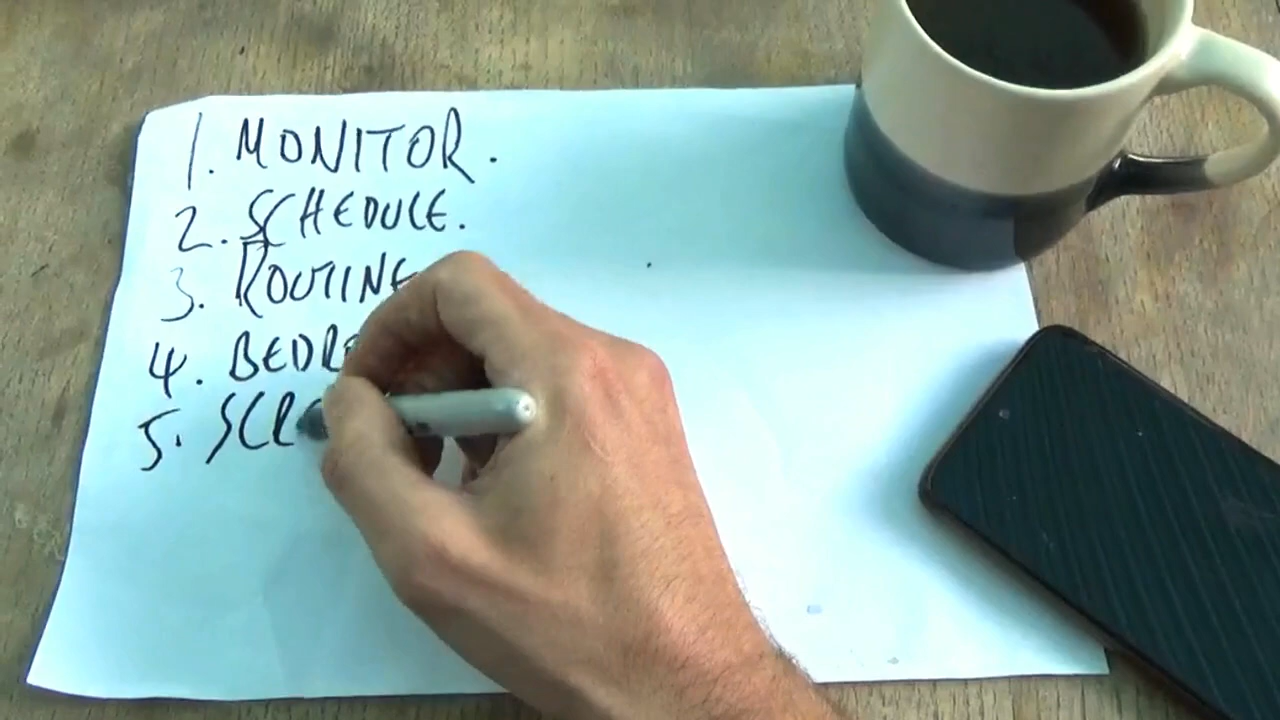 1. MONITOR.
2. SCHEDULE.
3. ROUTINE
4.
5.